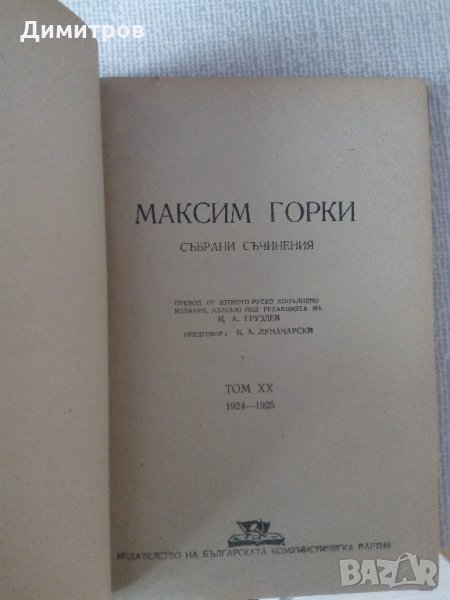 Димитров
МАКСИМ ГОРКИ
СЪБРАНИ СЪЧИНЕНИЯ
ПРЕВОД ОТ ВТОРОТО РУСКО ДОПЪЛНЕНО
ИЗДАНИЕ, ИЗЛЯЗЛО ПОД РЕДАКЦИЯТА НА
И. А. ГРУЗДЕВ
ПРЕДГОВОР: В. А. ЛУНАЧАРСКИ
ТОМ XX
1924—1925
ИЗДАТЕЛСТВО НА БЪЛГАРСКАТА КОМУНИСТИЧЕСКА ПАРТИЯ
BAZAR